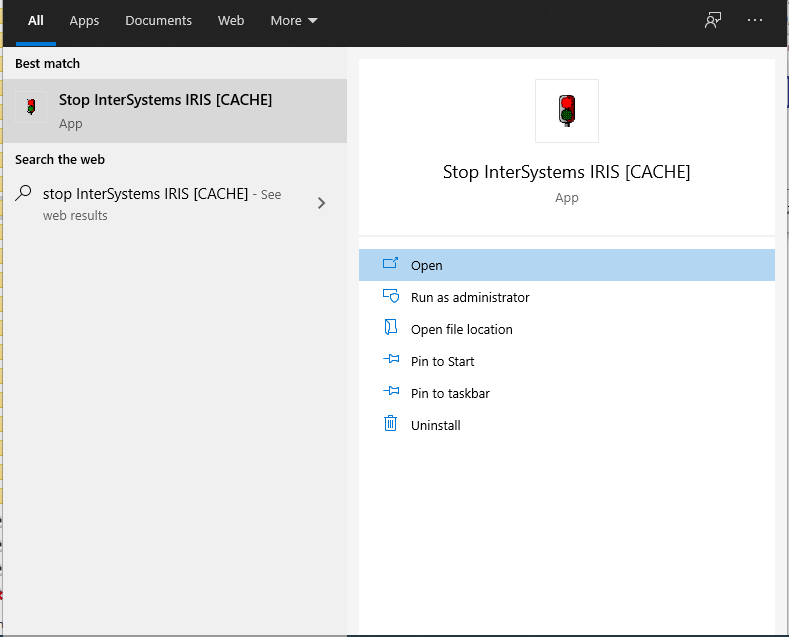 All Apps Documents Web More
Best match
Stop InterSystems IRIS [CACHE]
App
Search the web
stop InterSystems IRIS [CACHE] - See
web results
Stop InterSystems IRIS [CACHE]
App
Open
Run as administrator
Open file location
Pin to Start
Pin to taskbar
Uninstall